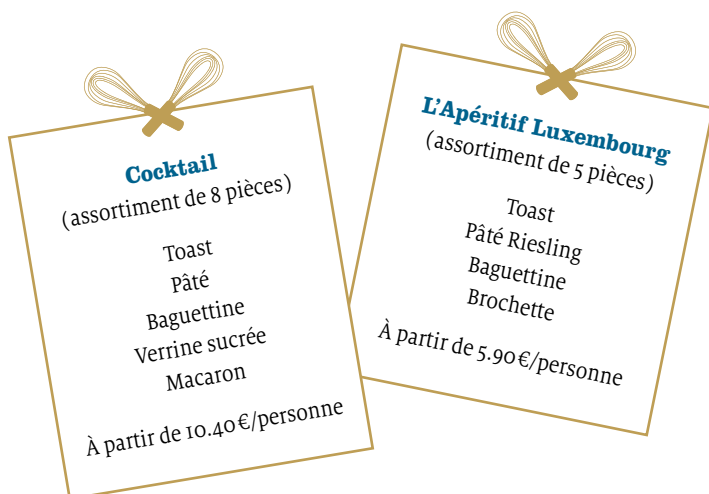 Cocktail
(assortiment de 8 pièces)
Toast
Pâté
Baguettine
Verrine sucrée
Macaron
À partir de 10.40€/personne
L’Apéritif Luxembourg
(assortiment de 5 pièces)
Toast
Pâté Riesling
Baguettine
Brochette
À partir de 5.90€/personne